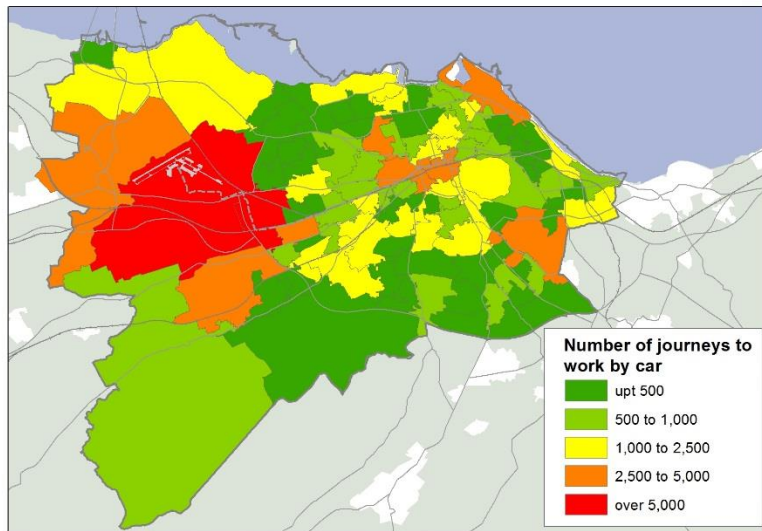 Number of journeys to
work by car
upt 500
500 to 1,000
1,000 to 2,500
2,500 to 5,000
over 5,000